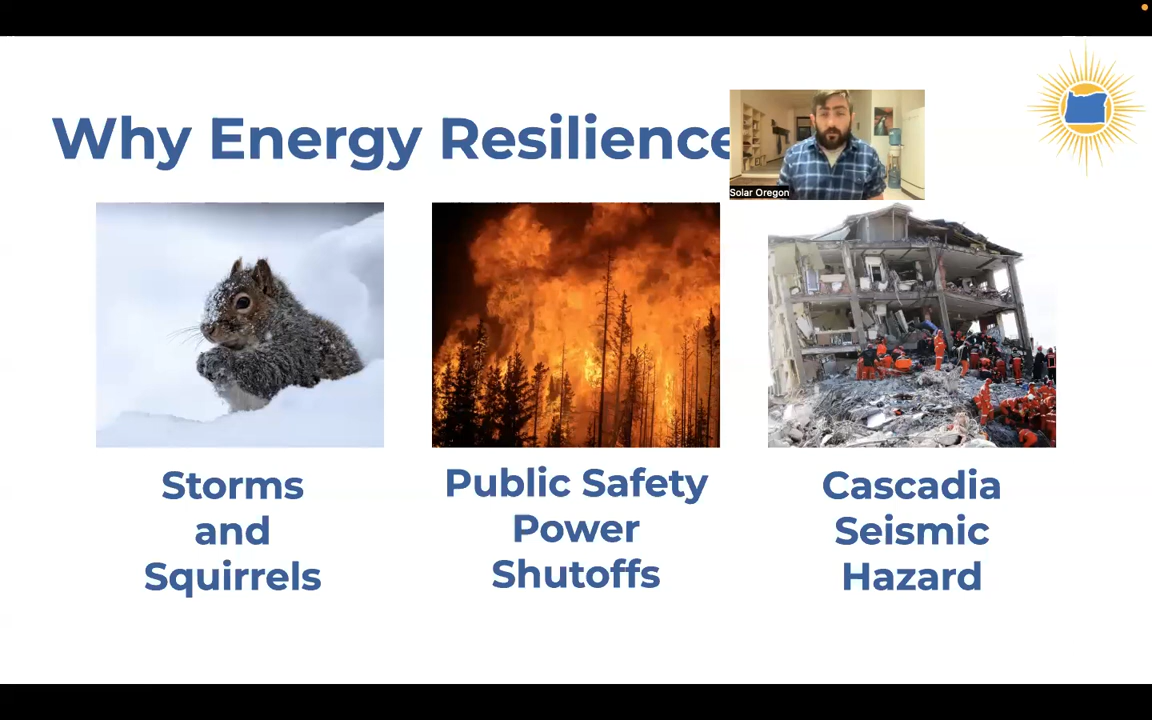 Why Energy Resilience
Solar Oregon
Storms
and
Squirrels
Public Safety
Power
Shutoffs
Cascadia
Seismic
Hazard